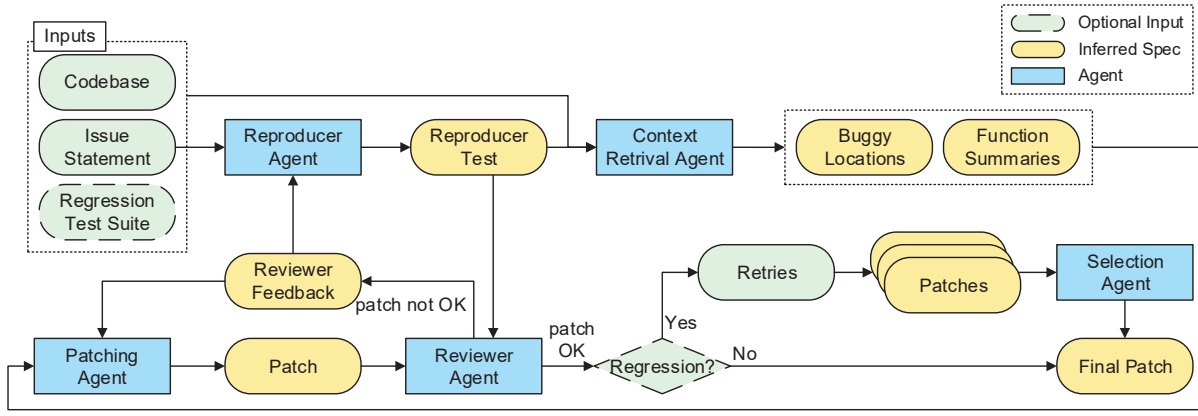 Inputs
Codebase
Issue
Statement
Regression
Test Suite
Reproducer
Agent
Reproducer
Test
Context
Retrival Agent
Buggy
Locations
Function
Summaries
Optional Input
Inferred Spec
Agent
Reviewer
Feedback
patch not OK
Patching
Agent
Patch
Reviewer
Agent
patch
OK
Regression?
Yes
No
Retries
Patches
Selection
Agent
Final Patch